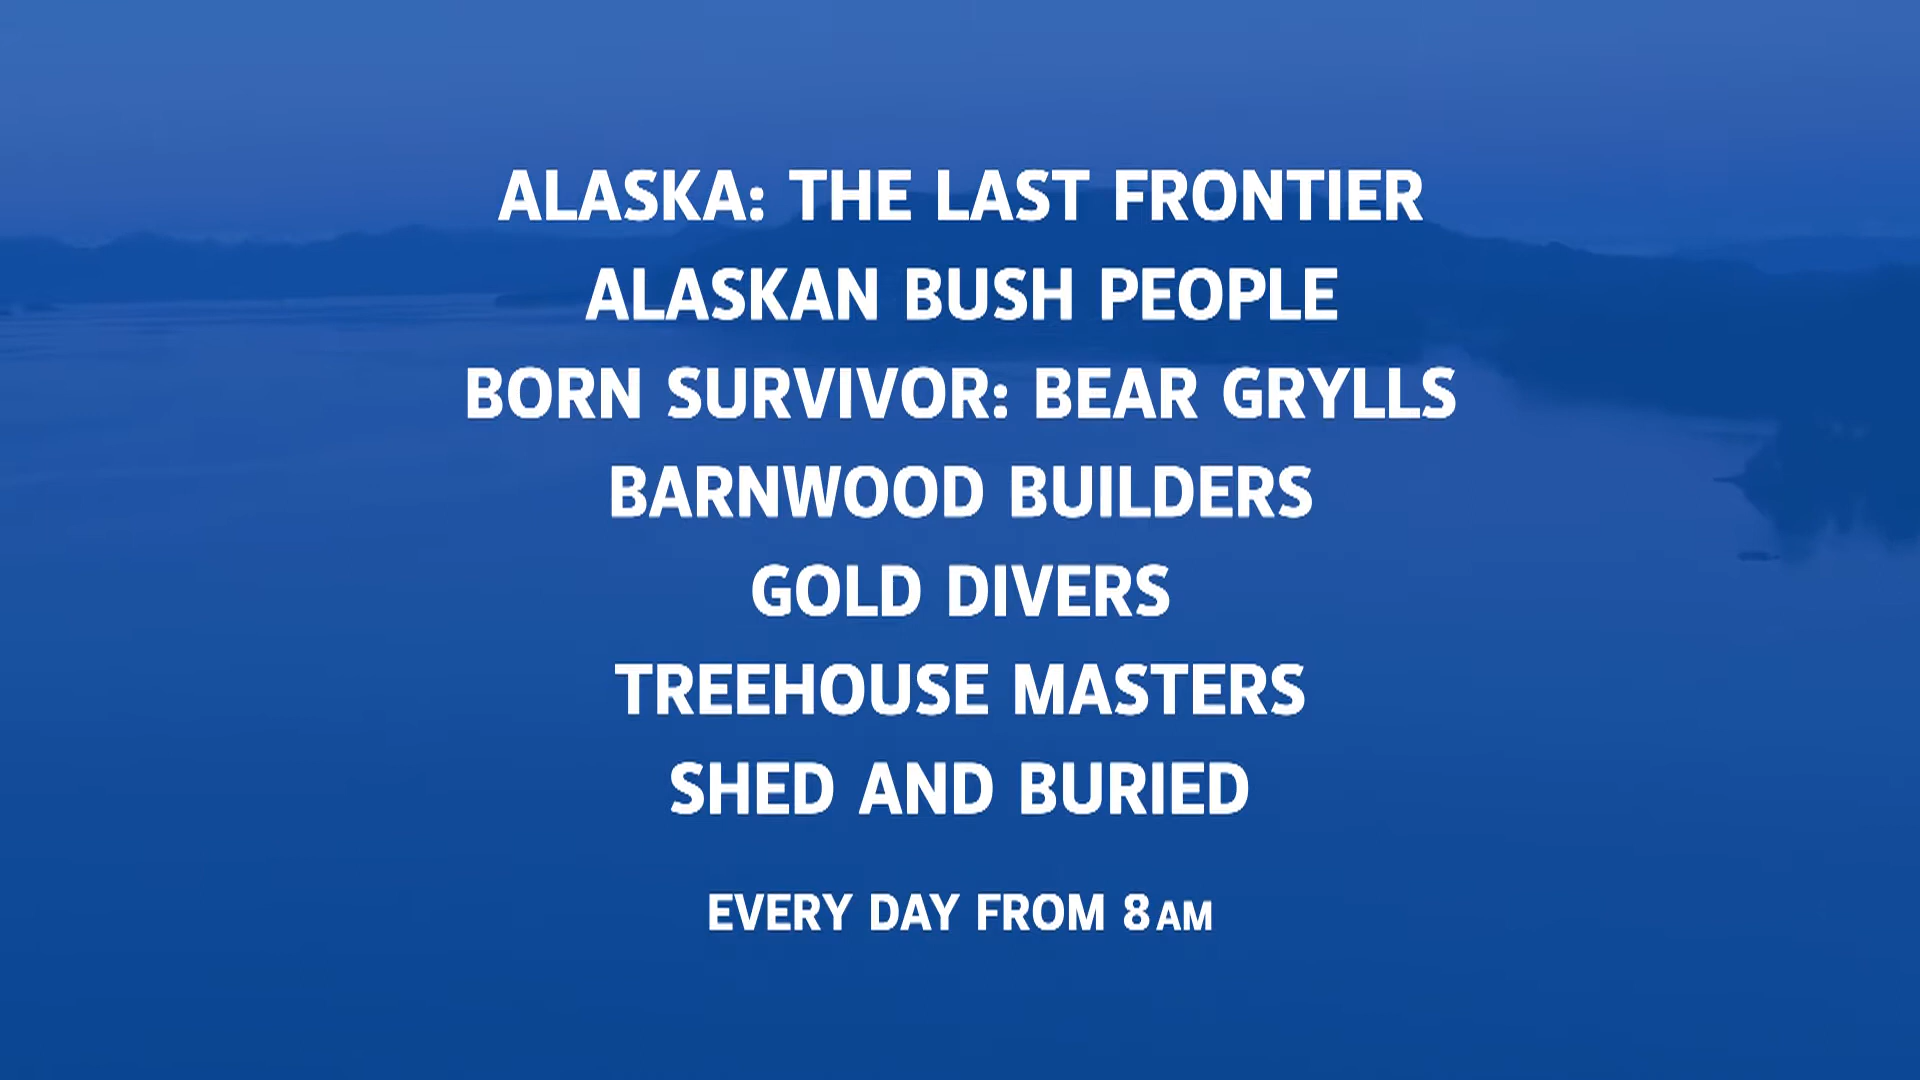 ALASKA: THE LAST FRONTIER
ALASKAN BUSH PEOPLE
BORN SURVIVOR: BEAR GRYLLS
BARNWOOD BUILDERS
GOLD DIVERS
TREEHOUSE MASTERS
SHED AND BURIED
EVERY DAY FROM 8AM